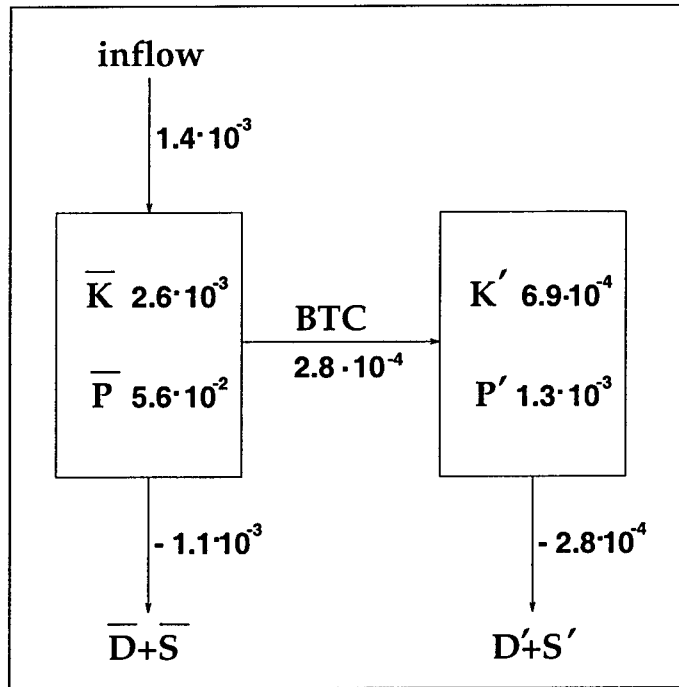 inflow
1.4·10⁻³
K̅ 2.6·10⁻³
P̅ 5.6·10⁻²
BTC
2.8·10⁻⁴
K′ 6.9·10⁻⁴
P′ 1.3·10⁻³
- 1.1·10⁻³
- 2.8·10⁻⁴
D̅+S̅
D′+S′